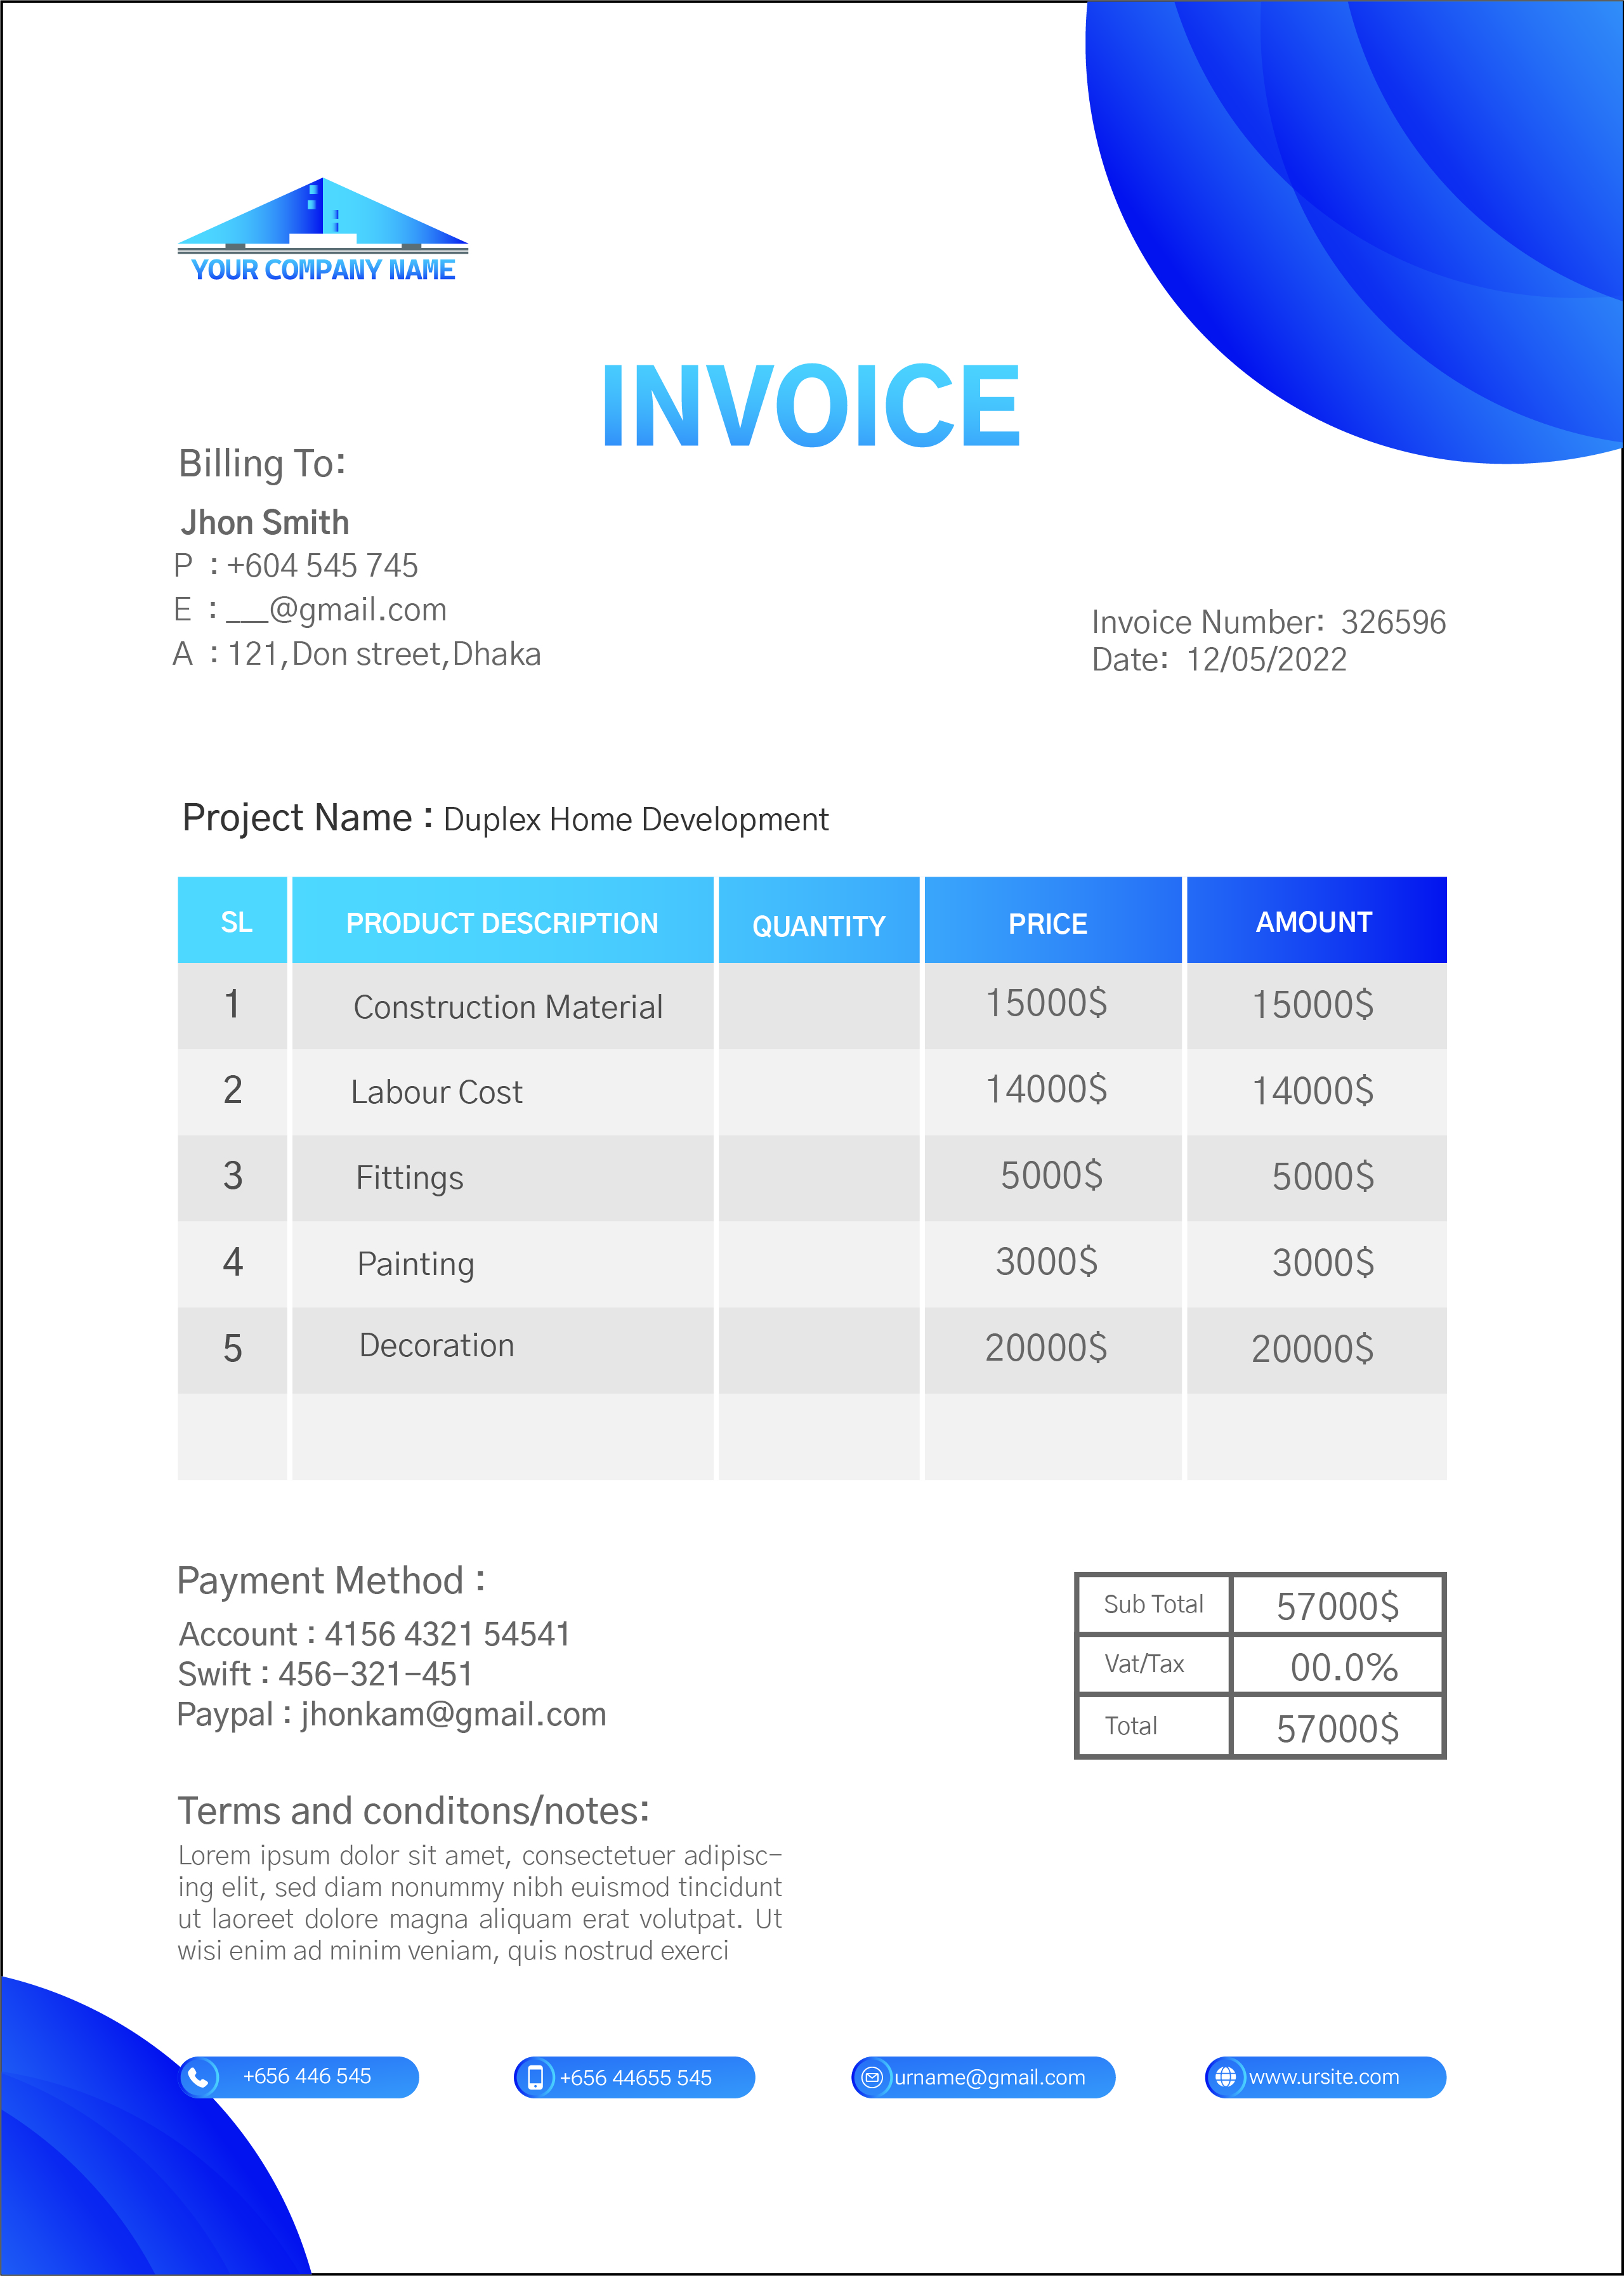 YOUR COMPANY NAME
INVOICE
Billing To:
Jhon Smith
P : +604 545 745
E : ___@gmail.com
A : 121,Don street,Dhaka
Invoice Number: 326596
Date: 12/05/2022
Project Name : Duplex Home Development
SL PRODUCT DESCRIPTION QUANTITY PRICE AMOUNT
1 Construction Material 15000$ 15000$
2 Labour Cost 14000$ 14000$
3 Fittings 5000$ 5000$
4 Painting 3000$ 3000$
5 Decoration 20000$ 20000$
Payment Method :
Account : 4156 4321 54541
Swift : 456-321-451
Paypal : jhonkam@gmail.com
Sub Total 57000$
Vat/Tax 00.0%
Total 57000$
Terms and conditons/notes:
Lorem ipsum dolor sit amet, consectetuer adipisc-
ing elit, sed diam nonummy nibh euismod tincidunt
ut laoreet dolore magna aliquam erat volutpat. Ut
wisi enim ad minim veniam, quis nostrud exerci
+656 446 545 +656 44655 545 urname@gmail.com www.ursite.com